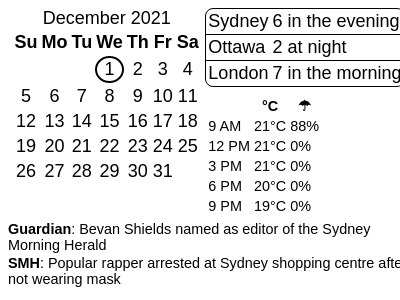 December 2021
Su Mo Tu We Th Fr Sa
1 2 3 4
5 6 7 8 9 10 11
12 13 14 15 16 17 18
19 20 21 22 23 24 25
26 27 28 29 30 31
Sydney 6 in the evening
Ottawa 2 at night
London 7 in the morning
°C ☂
9 AM 21°C 88%
12 PM 21°C 0%
3 PM 21°C 0%
6 PM 20°C 0%
9 PM 19°C 0%
Guardian: Bevan Shields named as editor of the Sydney
Morning Herald
SMH: Popular rapper arrested at Sydney shopping centre afte
not wearing mask